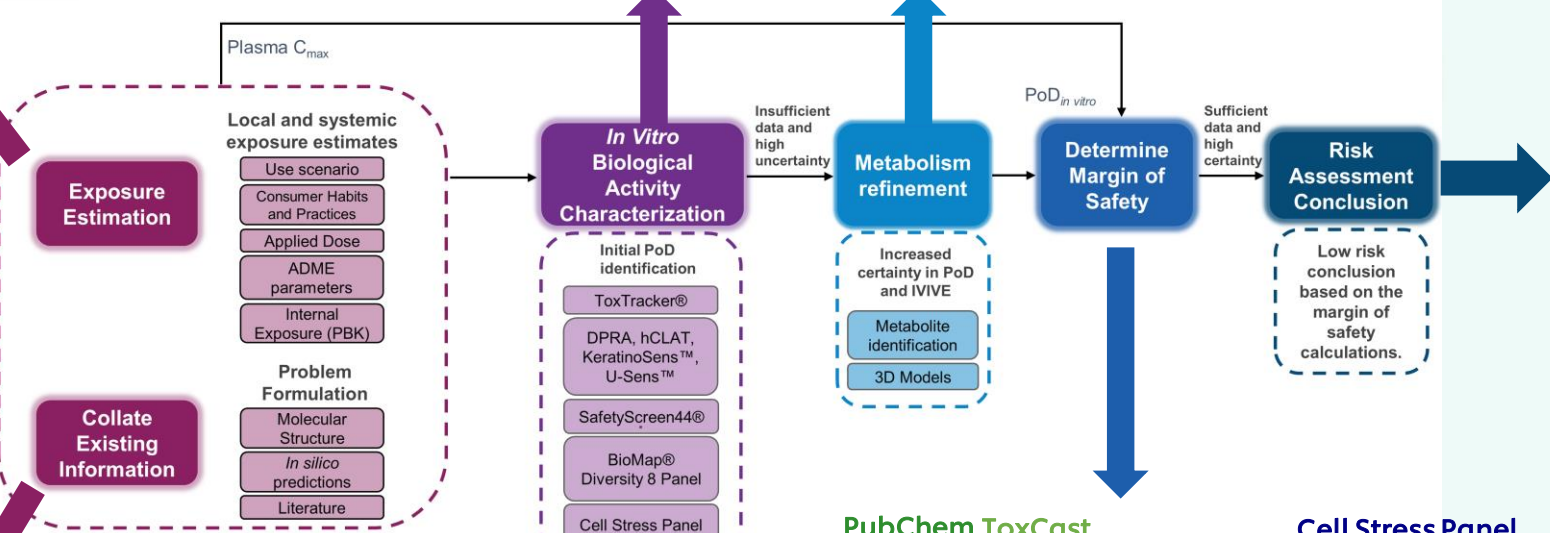 Plasma Cmax
Exposure
Estimation
Local and systemic
exposure estimates
Use scenario
Consumer Habits
and Practices
Applied Dose
ADME
parameters
Internal
Exposure (PBK)
Collate
Existing
Information
Problem
Formulation
Molecular
Structure
In silico
predictions
Literature
In Vitro
Biological
Activity
Characterization
Initial PoD
identification
ToxTracker®
DPRA, hCLAT,
KeratinoSens™,
U-Sens™
SafetyScreen44®
BioMap®
Diversity 8 Panel
Cell Stress Panel
Insufficient
data and
high
uncertainty
Metabolism
refinement
Increased
certainty in PoD
and IVIVE
Metabolite
identification
3D Models
PoDin vitro
Determine
Margin of
Safety
Sufficient
data and
high
certainty
Risk
Assessment
Conclusion
Low risk
conclusion
based on the
margin of
safety
calculations.
PubChem ToxCast
Cell Stress Panel